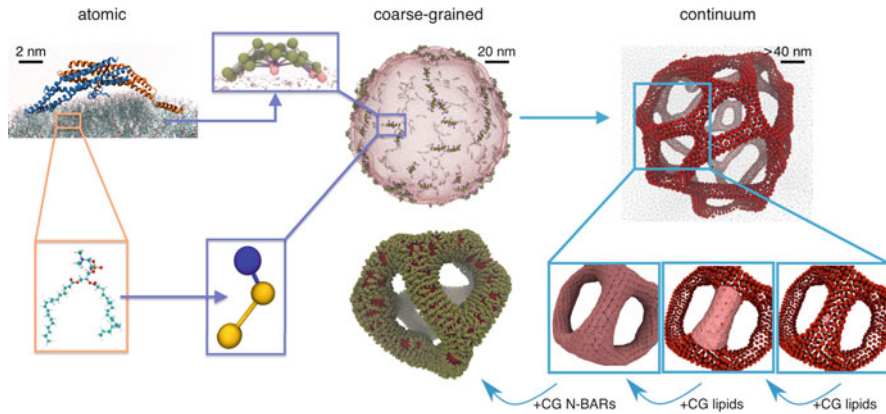 atomic
coarse-grained
continuum
2 nm
20 nm
>40 nm
+CG N-BARs
+CG lipids
+CG lipids